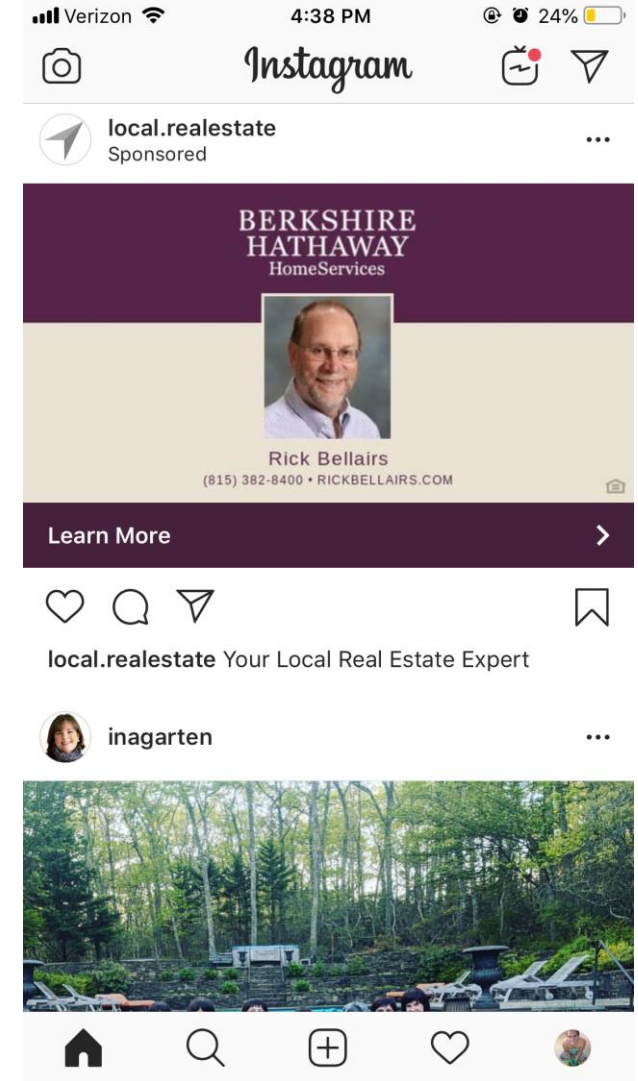 Verizon 4:38 PM 24%
Instagram
local.realestate
Sponsored
BERKSHIRE
HATHAWAY
HomeServices
Rick Bellairs
(815) 382-8400 • RICKBELLAIRS.COM
Learn More
local.realestate Your Local Real Estate Expert
inagarten